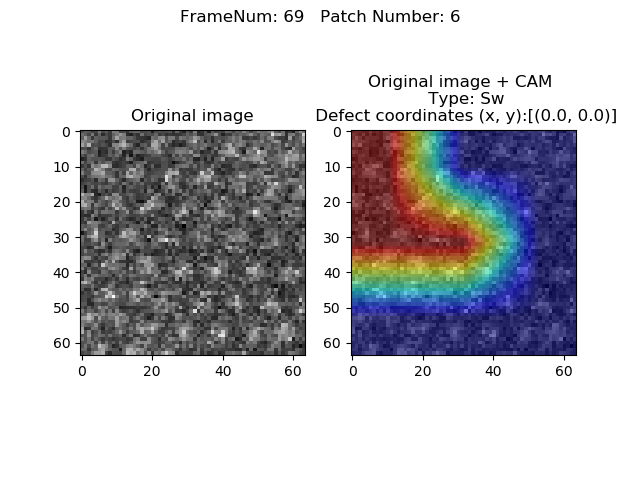 FrameNum: 69   Patch Number: 6
Original image
0
10
20
30
40
50
60
0 20 40 60
Original image + CAM
Type: Sw
Defect coordinates (x, y):[(0.0, 0.0)]
0
10
20
30
40
50
60
0 20 40 60